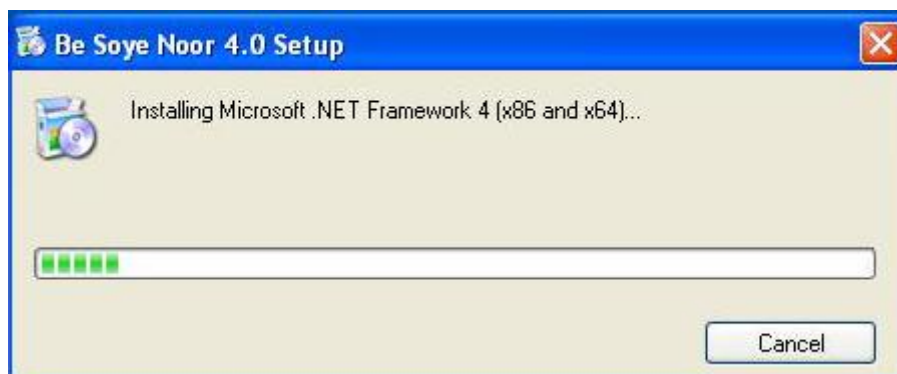 Be Soye Noor 4.0 Setup
Installing Microsoft .NET Framework 4 (x86 and x64)...
Cancel